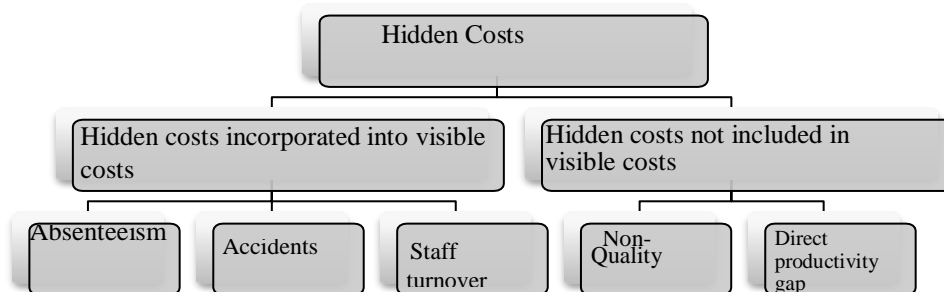 Hidden Costs
Hidden costs incorporated into visible
costs
Hidden costs not included in
visible costs
Absenteeism
Accidents
Staff
turnover
Non-
Quality
Direct
productivity
gap